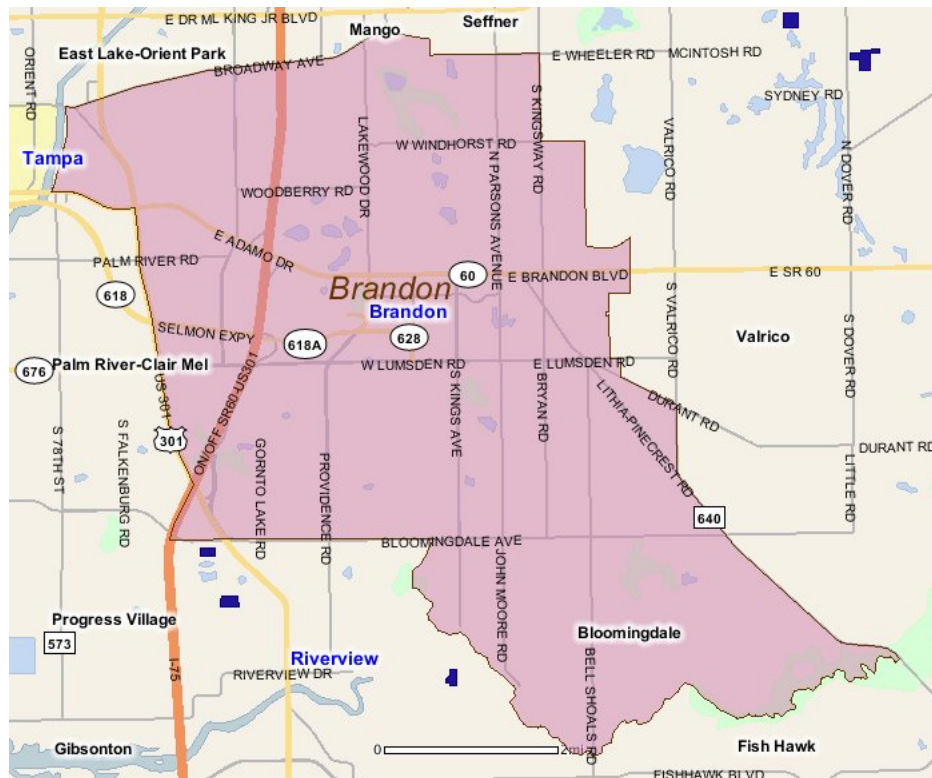 E DR ML KING JR BLVD
Seffner
Mango
East Lake-Orient Park
E WHEELER RD
MCINTOSH RD
ORIENT RD
BROADWAY AVE
SYDNEY RD
S KINGSWAY RD
LAKEWOOD DR
VALRICO RD
N DOVER RD
W WINDHORST RD
Tampa
N PARSONS AVENUE
WOODBERRY RD
E ADAMO DR
PALM RIVER RD
60
E BRANDON BLVD
E SR 60
Brandon
618
Brandon
S VALRICO RD
SELMON EXPY
618A
628
Valrico
S DOVER RD
676
Palm River-Clair Mel
W LUMSDEN RD
E LUMSDEN RD
US 301
ON/OFF SR60-US301
S KINGS AVE
BRYAN RD
LITHIA-PINECREST RD
DURANT RD
301
S 78TH ST
S FALKENBURG RD
GORNTO LAKE RD
PROVIDENCE RD
DURANT RD
LITTLE RD
640
BLOOMINGDALE AVE
JOHN MOORE RD
Progress Village
Bloomingdale
573
Riverview
RIVERVIEW DR
I-75
BELL SHOALS RD
Gibsonton
0
2mi
Fish Hawk
FISHHAWK BLVD